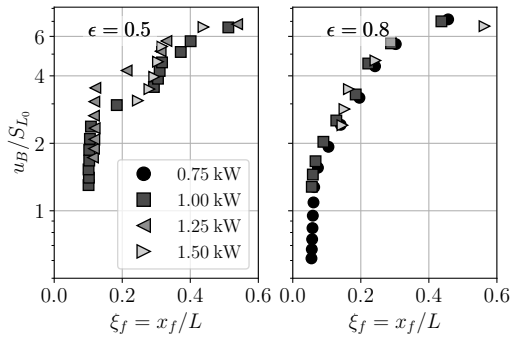 ϵ = 0.5
ϵ = 0.8
u_B/S_{L_0}
6
4
2
1
0.75 kW
1.00 kW
1.25 kW
1.50 kW
0.0 0.2 0.4 0.6
0.0 0.2 0.4 0.6
ξ_f = x_f/L
ξ_f = x_f/L